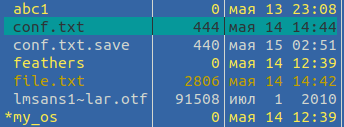 abc1 0 мая 13 23:08
conf.txt 444 мая 14 14:44
conf.txt.save 440 мая 15 02:51
feathers 0 мая 14 12:39
file.txt 2806 мая 14 14:42
lmsans1~lar.otf 91508 июл 1 2010
*my_os 0 мая 14 12:39